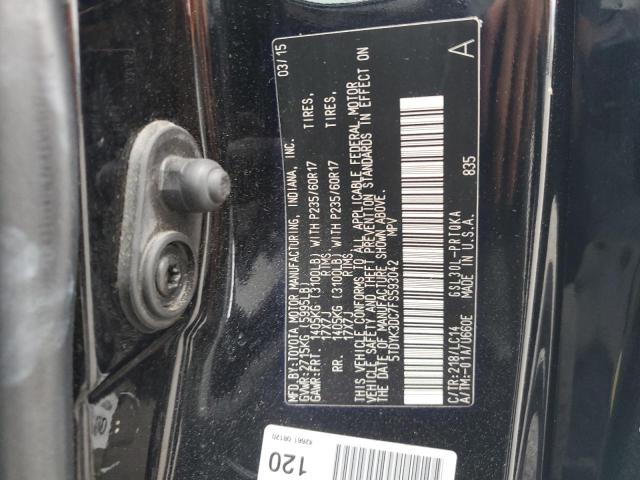 MFD.BY:TOYOTA MOTOR MANUFACTURING, INDIANA, INC. 03/15
GVWR:2715KG(5995LB)
GAWR:FRT. 1405KG (3100LB) WITH P235/60R17 TIRES,
17X7J RIMS
RR. 1405KG (3100LB) WITH P235/60R17 TIRES,
17X7J RIMS
THIS VEHICLE CONFORMS TO ALL APPLICABLE FEDERAL MOTOR
VEHICLE SAFETY AND THEFT PREVENTION STANDARDS IN EFFECT ON
THE DATE OF MANUFACTURE SHOWN ABOVE.
5TDYK3DC7FS593042 MPV
C/TR:218/LC14 GSL30L-PRTQKA 835 A
A/TM:-01A/U660E MADE IN U.S.A.
42661 08120
120